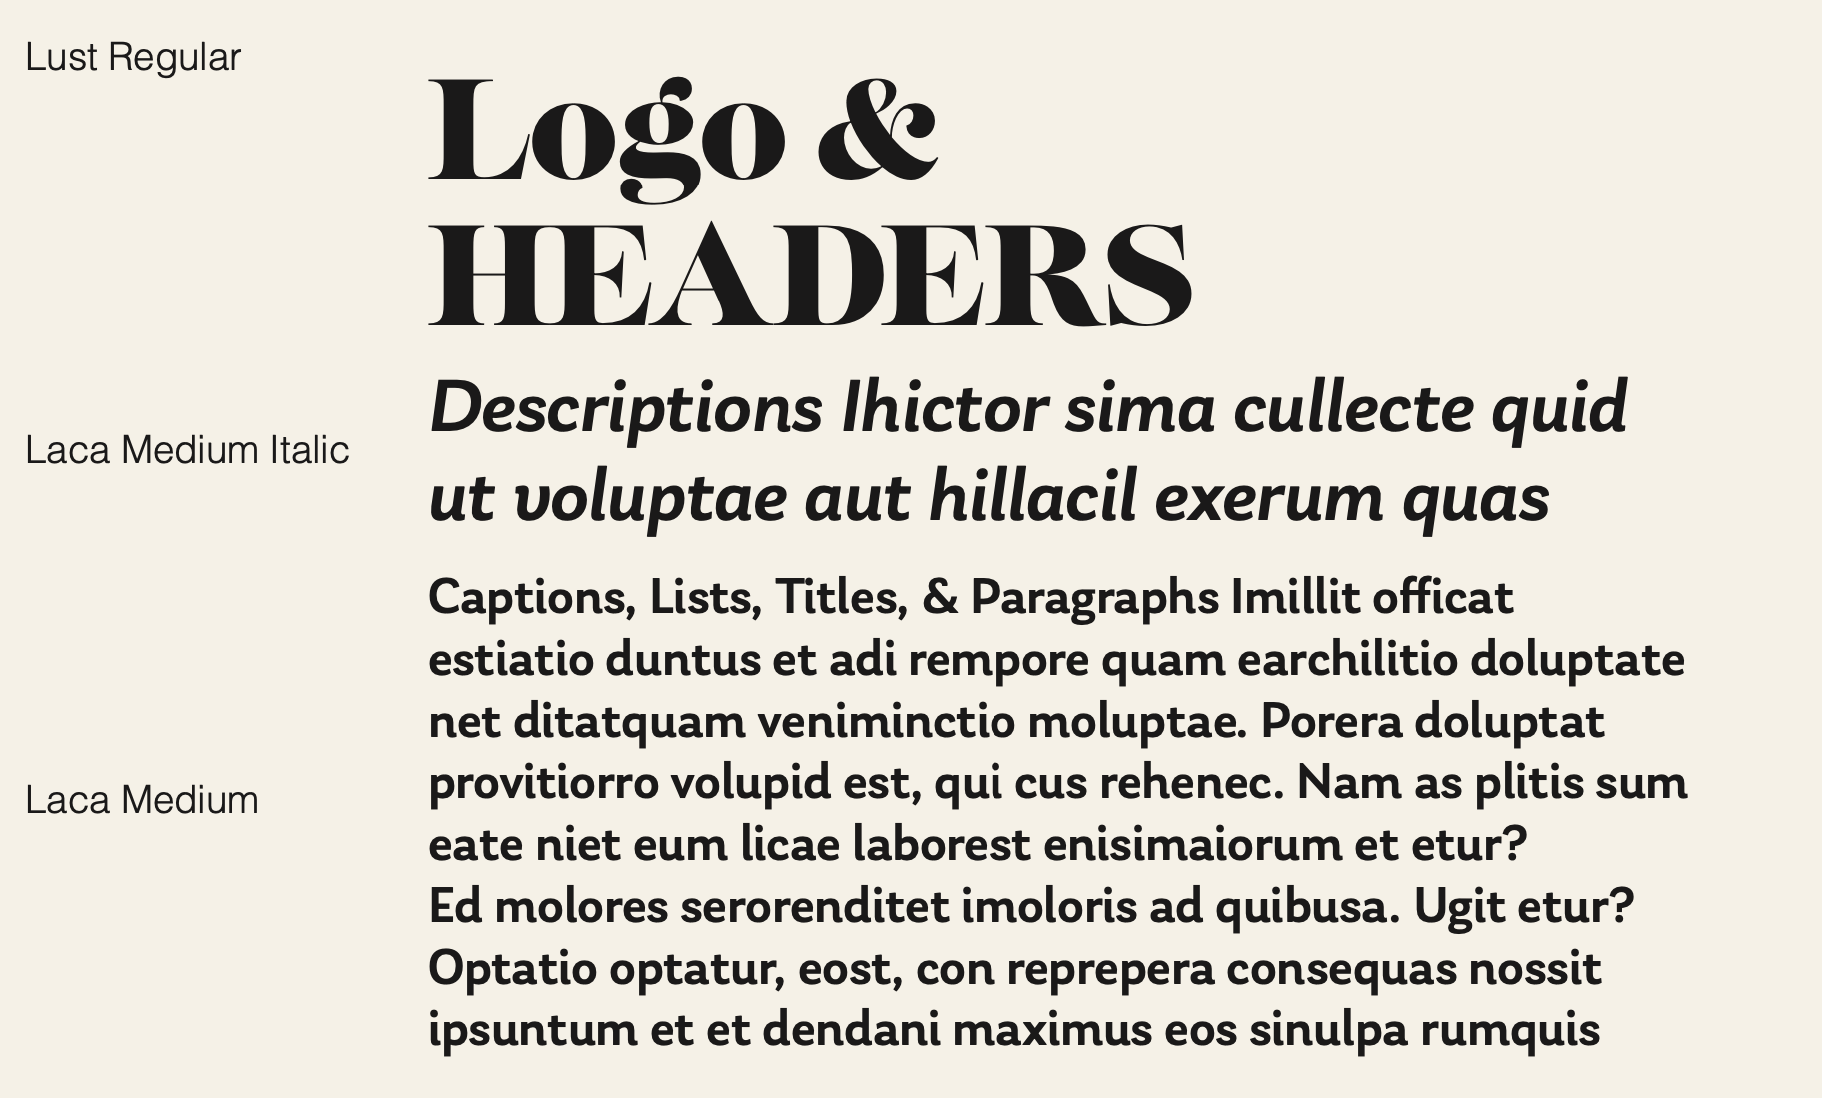 Lust Regular
Logo &
HEADERS
Laca Medium Italic
Descriptions Ihictor sima cullecte quid
ut voluptae aut hillacil exerum quas
Laca Medium
Captions, Lists, Titles, & Paragraphs Imillit officat
estiatio duntus et adi rempore quam earchilitio doluptate
net ditatquam veniminctio moluptae. Porera doluptat
provitiorro volupid est, qui cus rehenec. Nam as plitis sum
eate niet eum licae laborest enisimaiorum et etur?
Ed molores serorenditet imoloris ad quibusa. Ugit etur?
Optatio optatur, eost, con reprepera consequas nossit
ipsuntum et et dendani maximus eos sinulpa rumquis